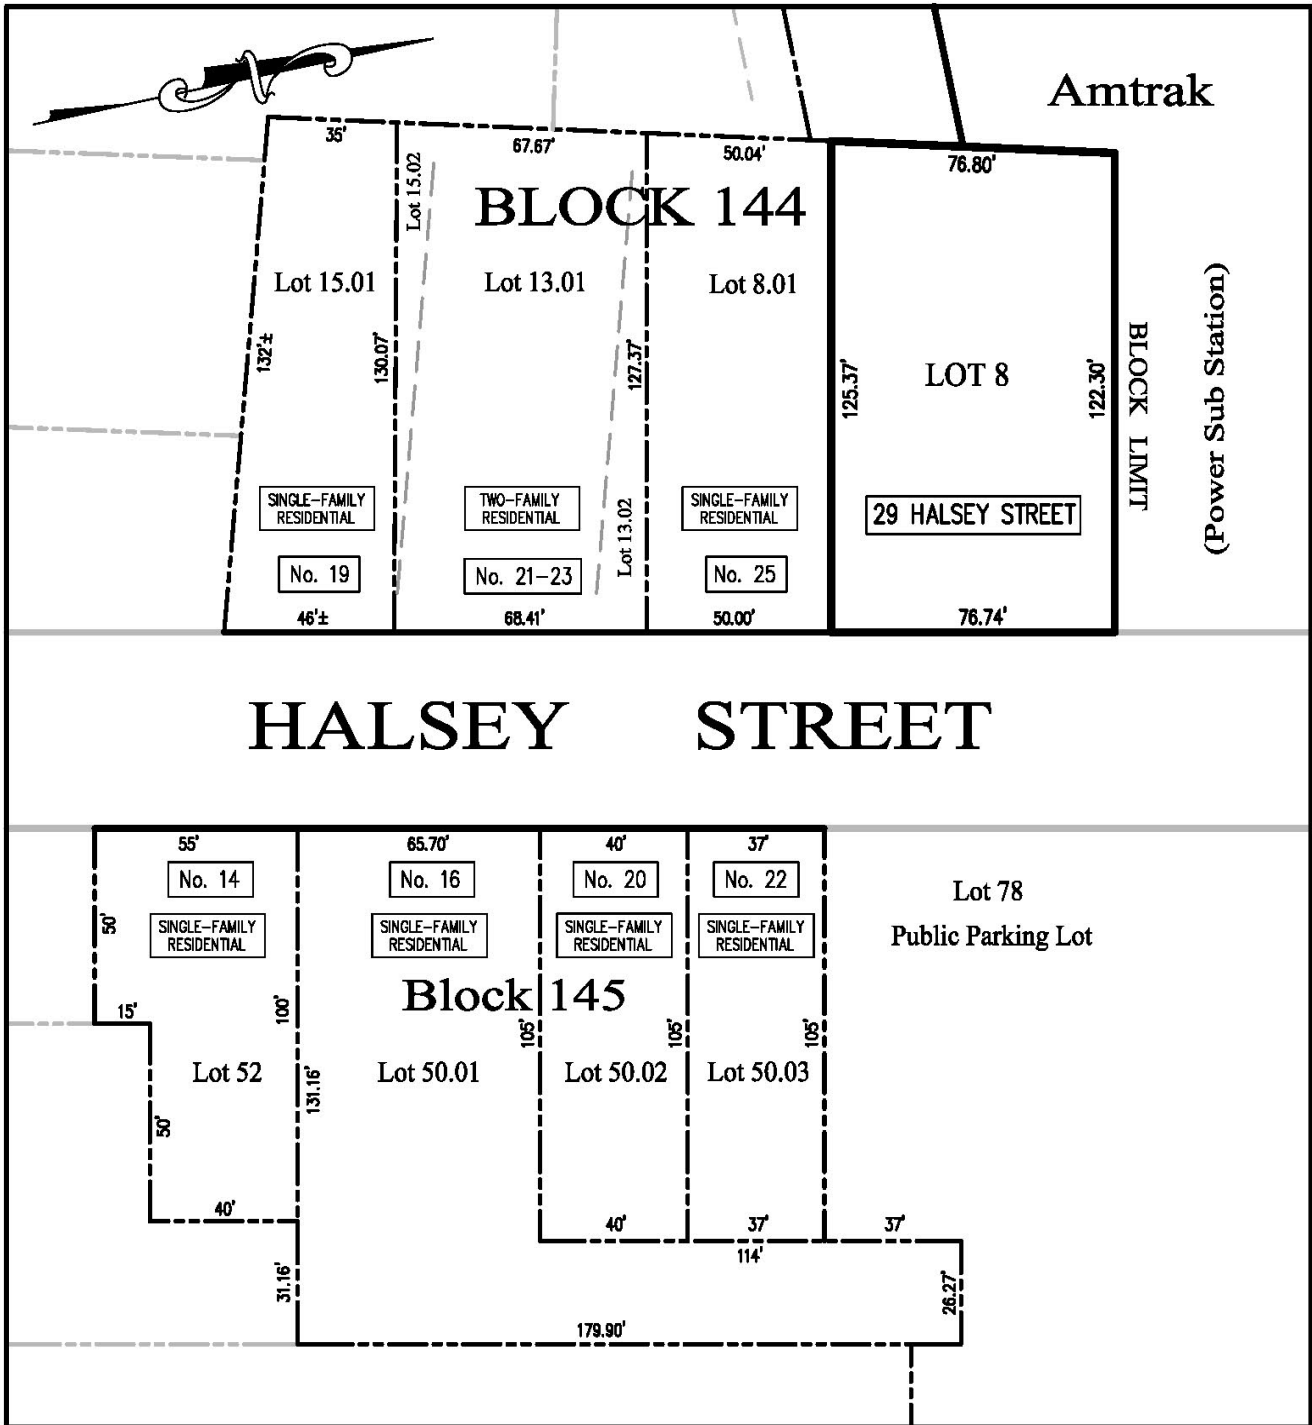 N
Amtrak
35'
67.67'
50.04'
76.80'
Lot 15.02
BLOCK 144
Lot 15.01
Lot 13.01
Lot 8.01
(Power Sub Station)
132'±
130.07'
127.37'
125.37'
LOT 8
122.30'
BLOCK LIMIT
SINGLE-FAMILY
RESIDENTIAL
TWO-FAMILY
RESIDENTIAL
SINGLE-FAMILY
RESIDENTIAL
29 HALSEY STREET
Lot 13.02
No. 19
No. 21-23
No. 25
46'±
68.41'
50.00'
76.74'
HALSEY STREET
55'
65.70'
40'
37'
No. 14
No. 16
No. 20
No. 22
Lot 78
Public Parking Lot
50'
SINGLE-FAMILY
RESIDENTIAL
SINGLE-FAMILY
RESIDENTIAL
SINGLE-FAMILY
RESIDENTIAL
SINGLE-FAMILY
RESIDENTIAL
Block 145
15'
100'
105'
105'
105'
Lot 52
Lot 50.01
Lot 50.02
Lot 50.03
131.16'
50'
40'
40'
37'
37'
114'
31.16'
26.27'
179.90'